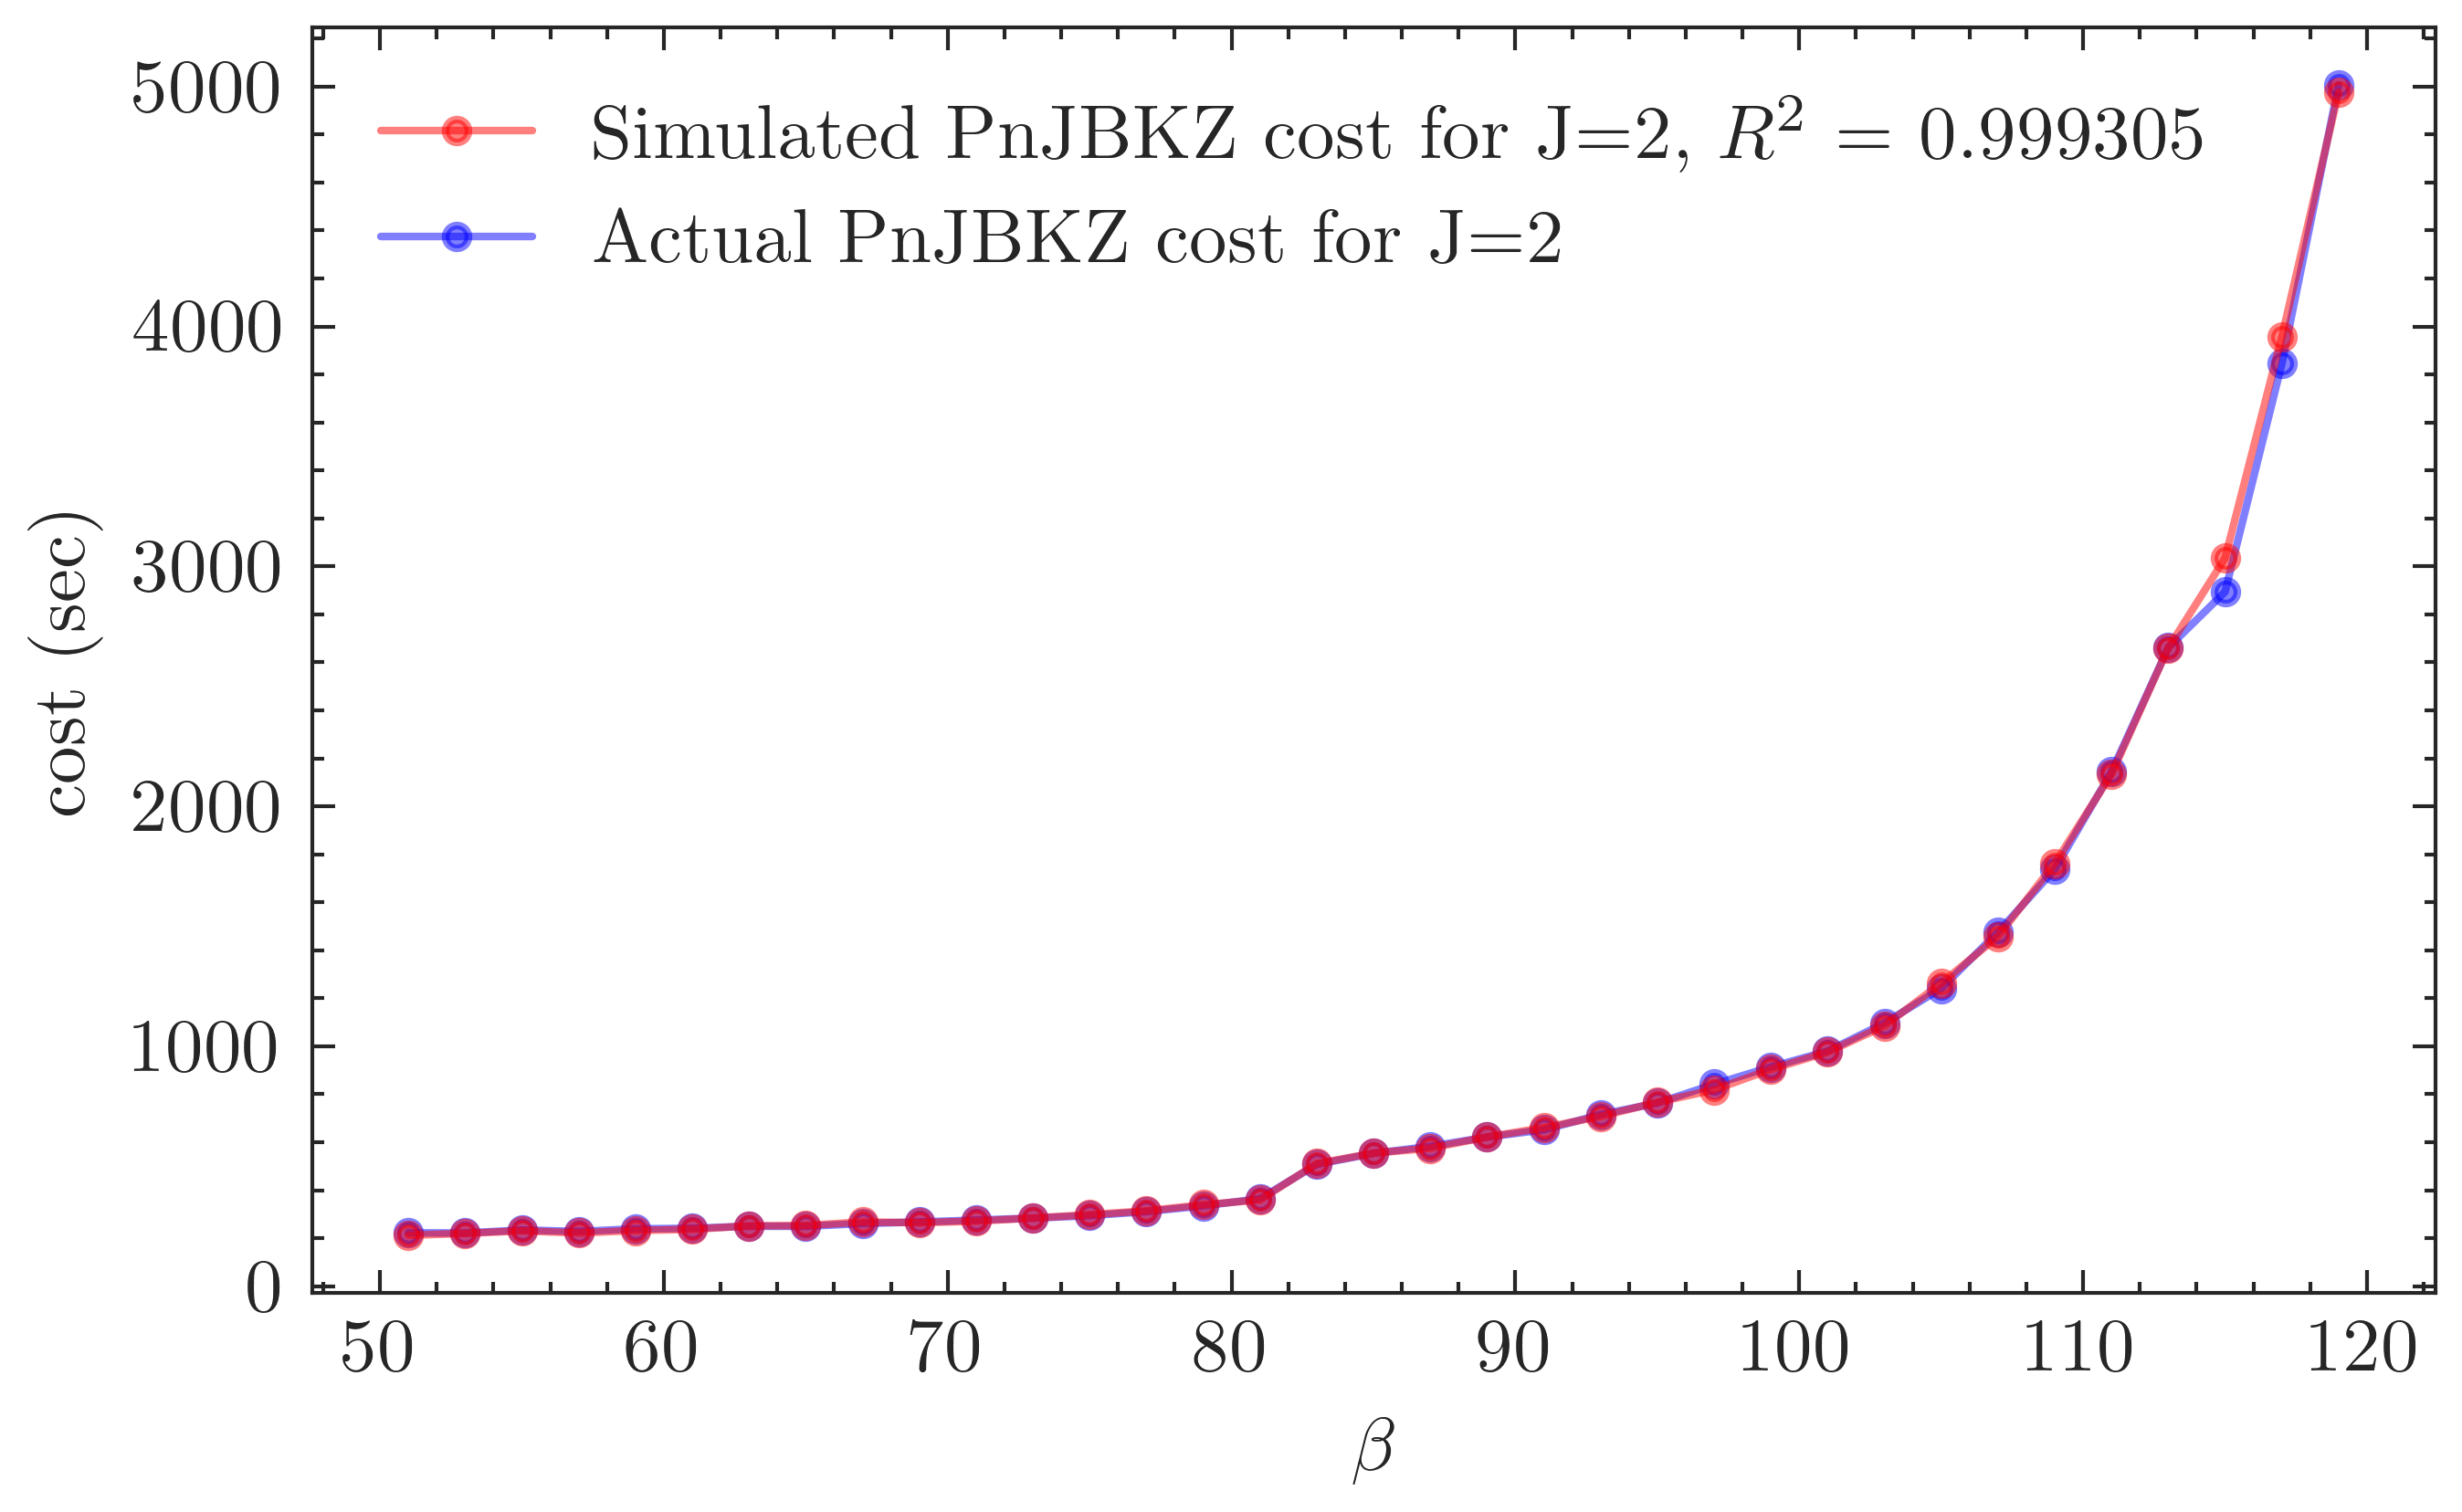 Simulated PnJBKZ cost for J=2, R² = 0.999305
Actual PnJBKZ cost for J=2
cost (sec)
5000
4000
3000
2000
1000
0
50 60 70 80 90 100 110 120
β